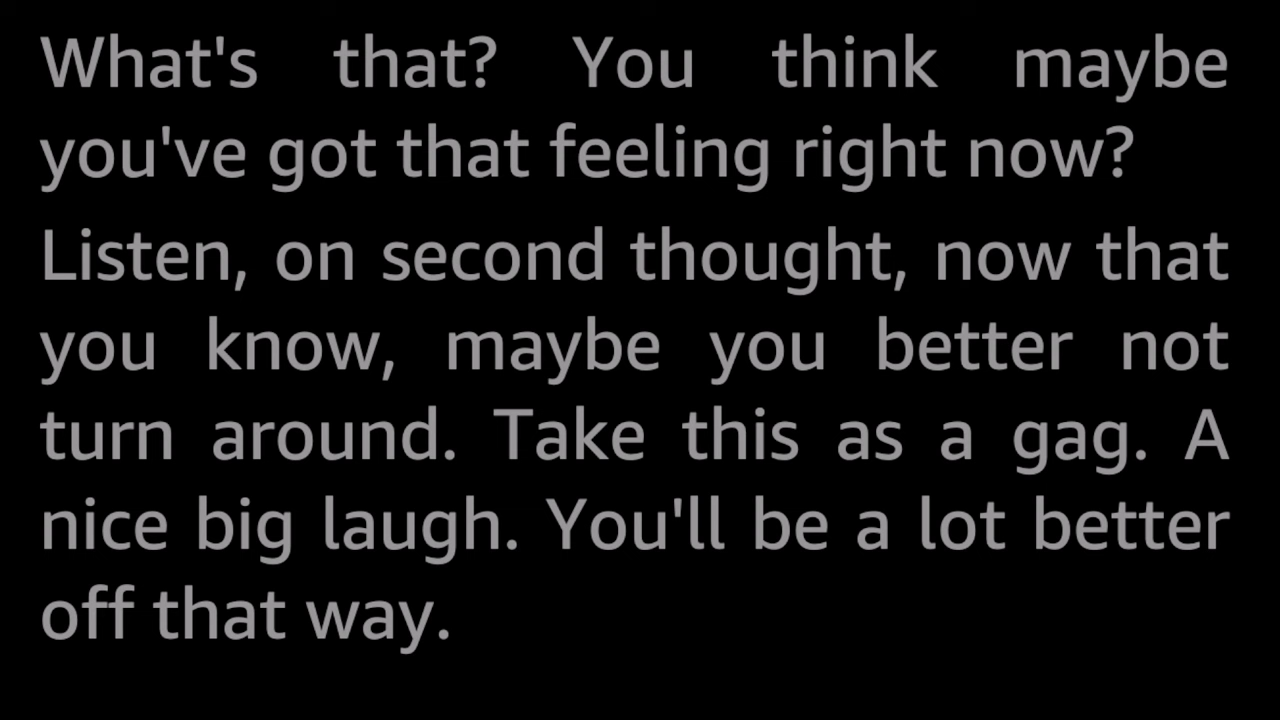 What's that? You think maybe
you've got that feeling right now?
Listen, on second thought, now that
you know, maybe you better not
turn around. Take this as a gag. A
nice big laugh. You'll be a lot better
off that way.